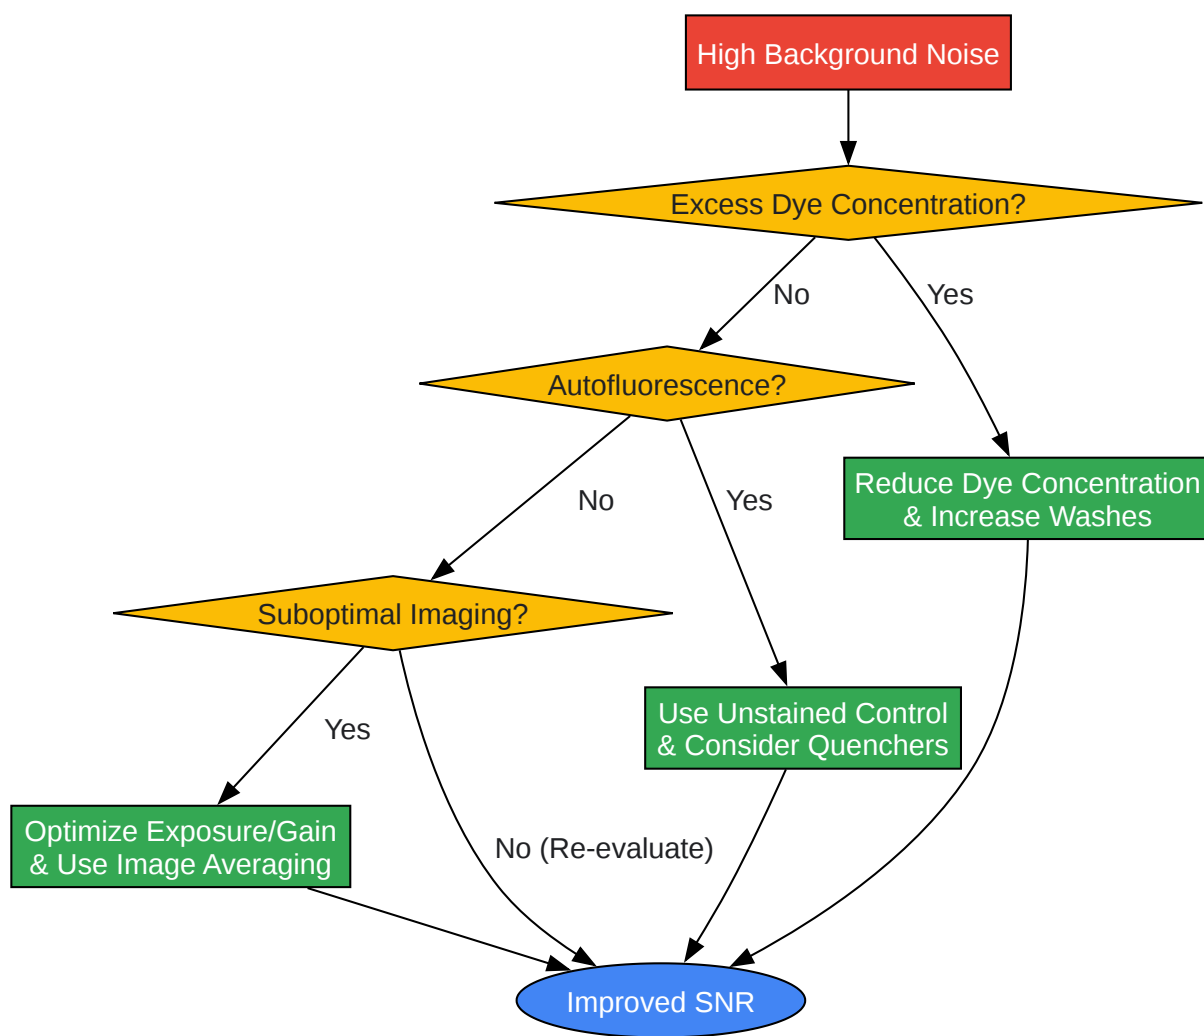 High Background Noise
Excess Dye Concentration?
No
Yes
Autofluorescence?
Reduce Dye Concentration
& Increase Washes
No
Yes
Suboptimal Imaging?
Use Unstained Control
& Consider Quenchers
Yes
Optimize Exposure/Gain
& Use Image Averaging
No (Re-evaluate)
Improved SNR